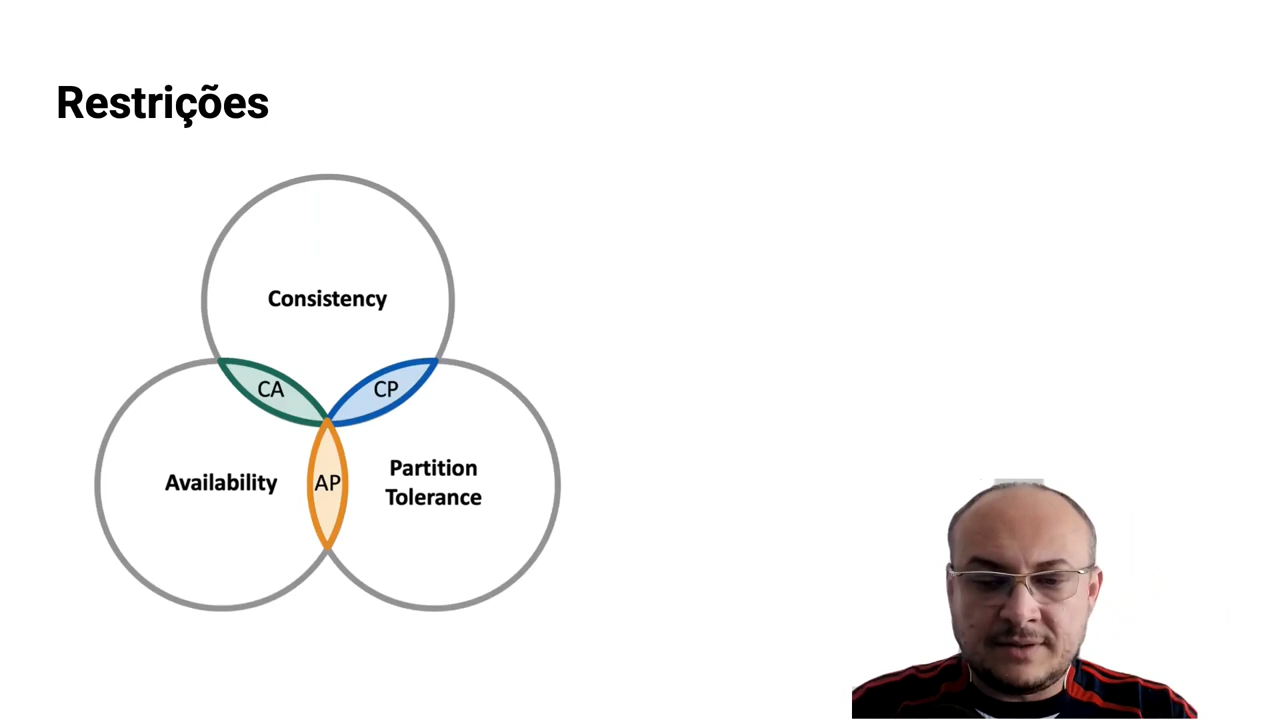 Restrições
Consistency
CA
CP
Availability
AP
Partition
Tolerance